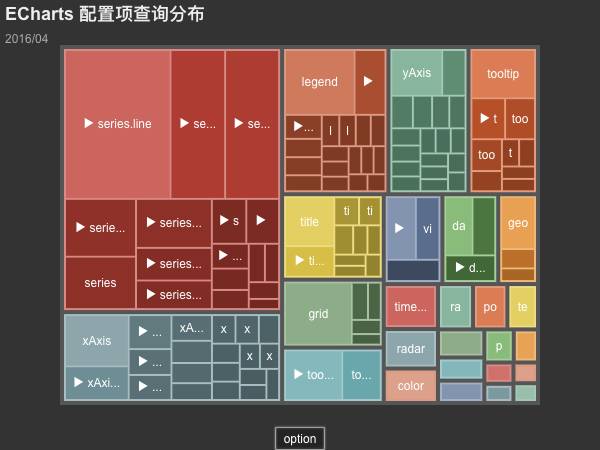 ECharts 配置项查询分布
2016/04
▶ series.line
▶ se...
▶ se...
legend
▶
yAxis
tooltip
▶ ...
l
l
▶ t
too
too
t
▶ serie...
▶ series...
▶ s
▶
series
▶ series...
▶ ...
▶ series...
title
ti
ti
▶ ti...
▶
vi
da
▶ d...
geo
xAxis
▶ ...
xA...
x
x
▶ ...
x
x
▶ xAxi...
▶ ...
grid
▶ too...
to...
time...
ra
po
te
radar
p
color
option